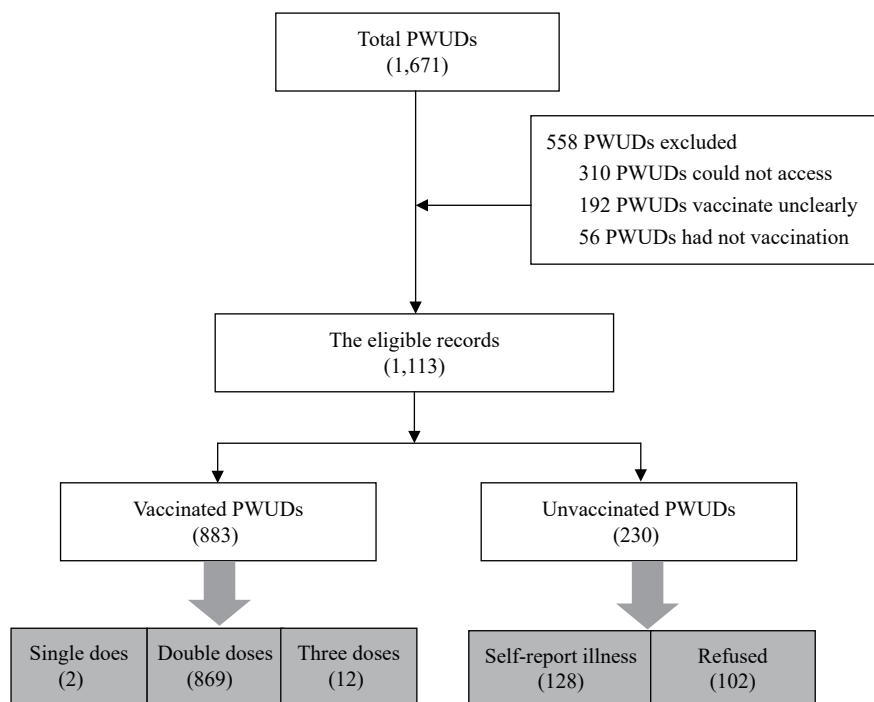 Total PWUDs
(1,671)
558 PWUDs excluded
310 PWUDs could not access
192 PWUDs vaccinate unclearly
56 PWUDs had not vaccination
The eligible records
(1,113)
Vaccinated PWUDs
(883)
Unvaccinated PWUDs
(230)
Single does
(2)
Double doses
(869)
Three doses
(12)
Self-report illness
(128)
Refused
(102)